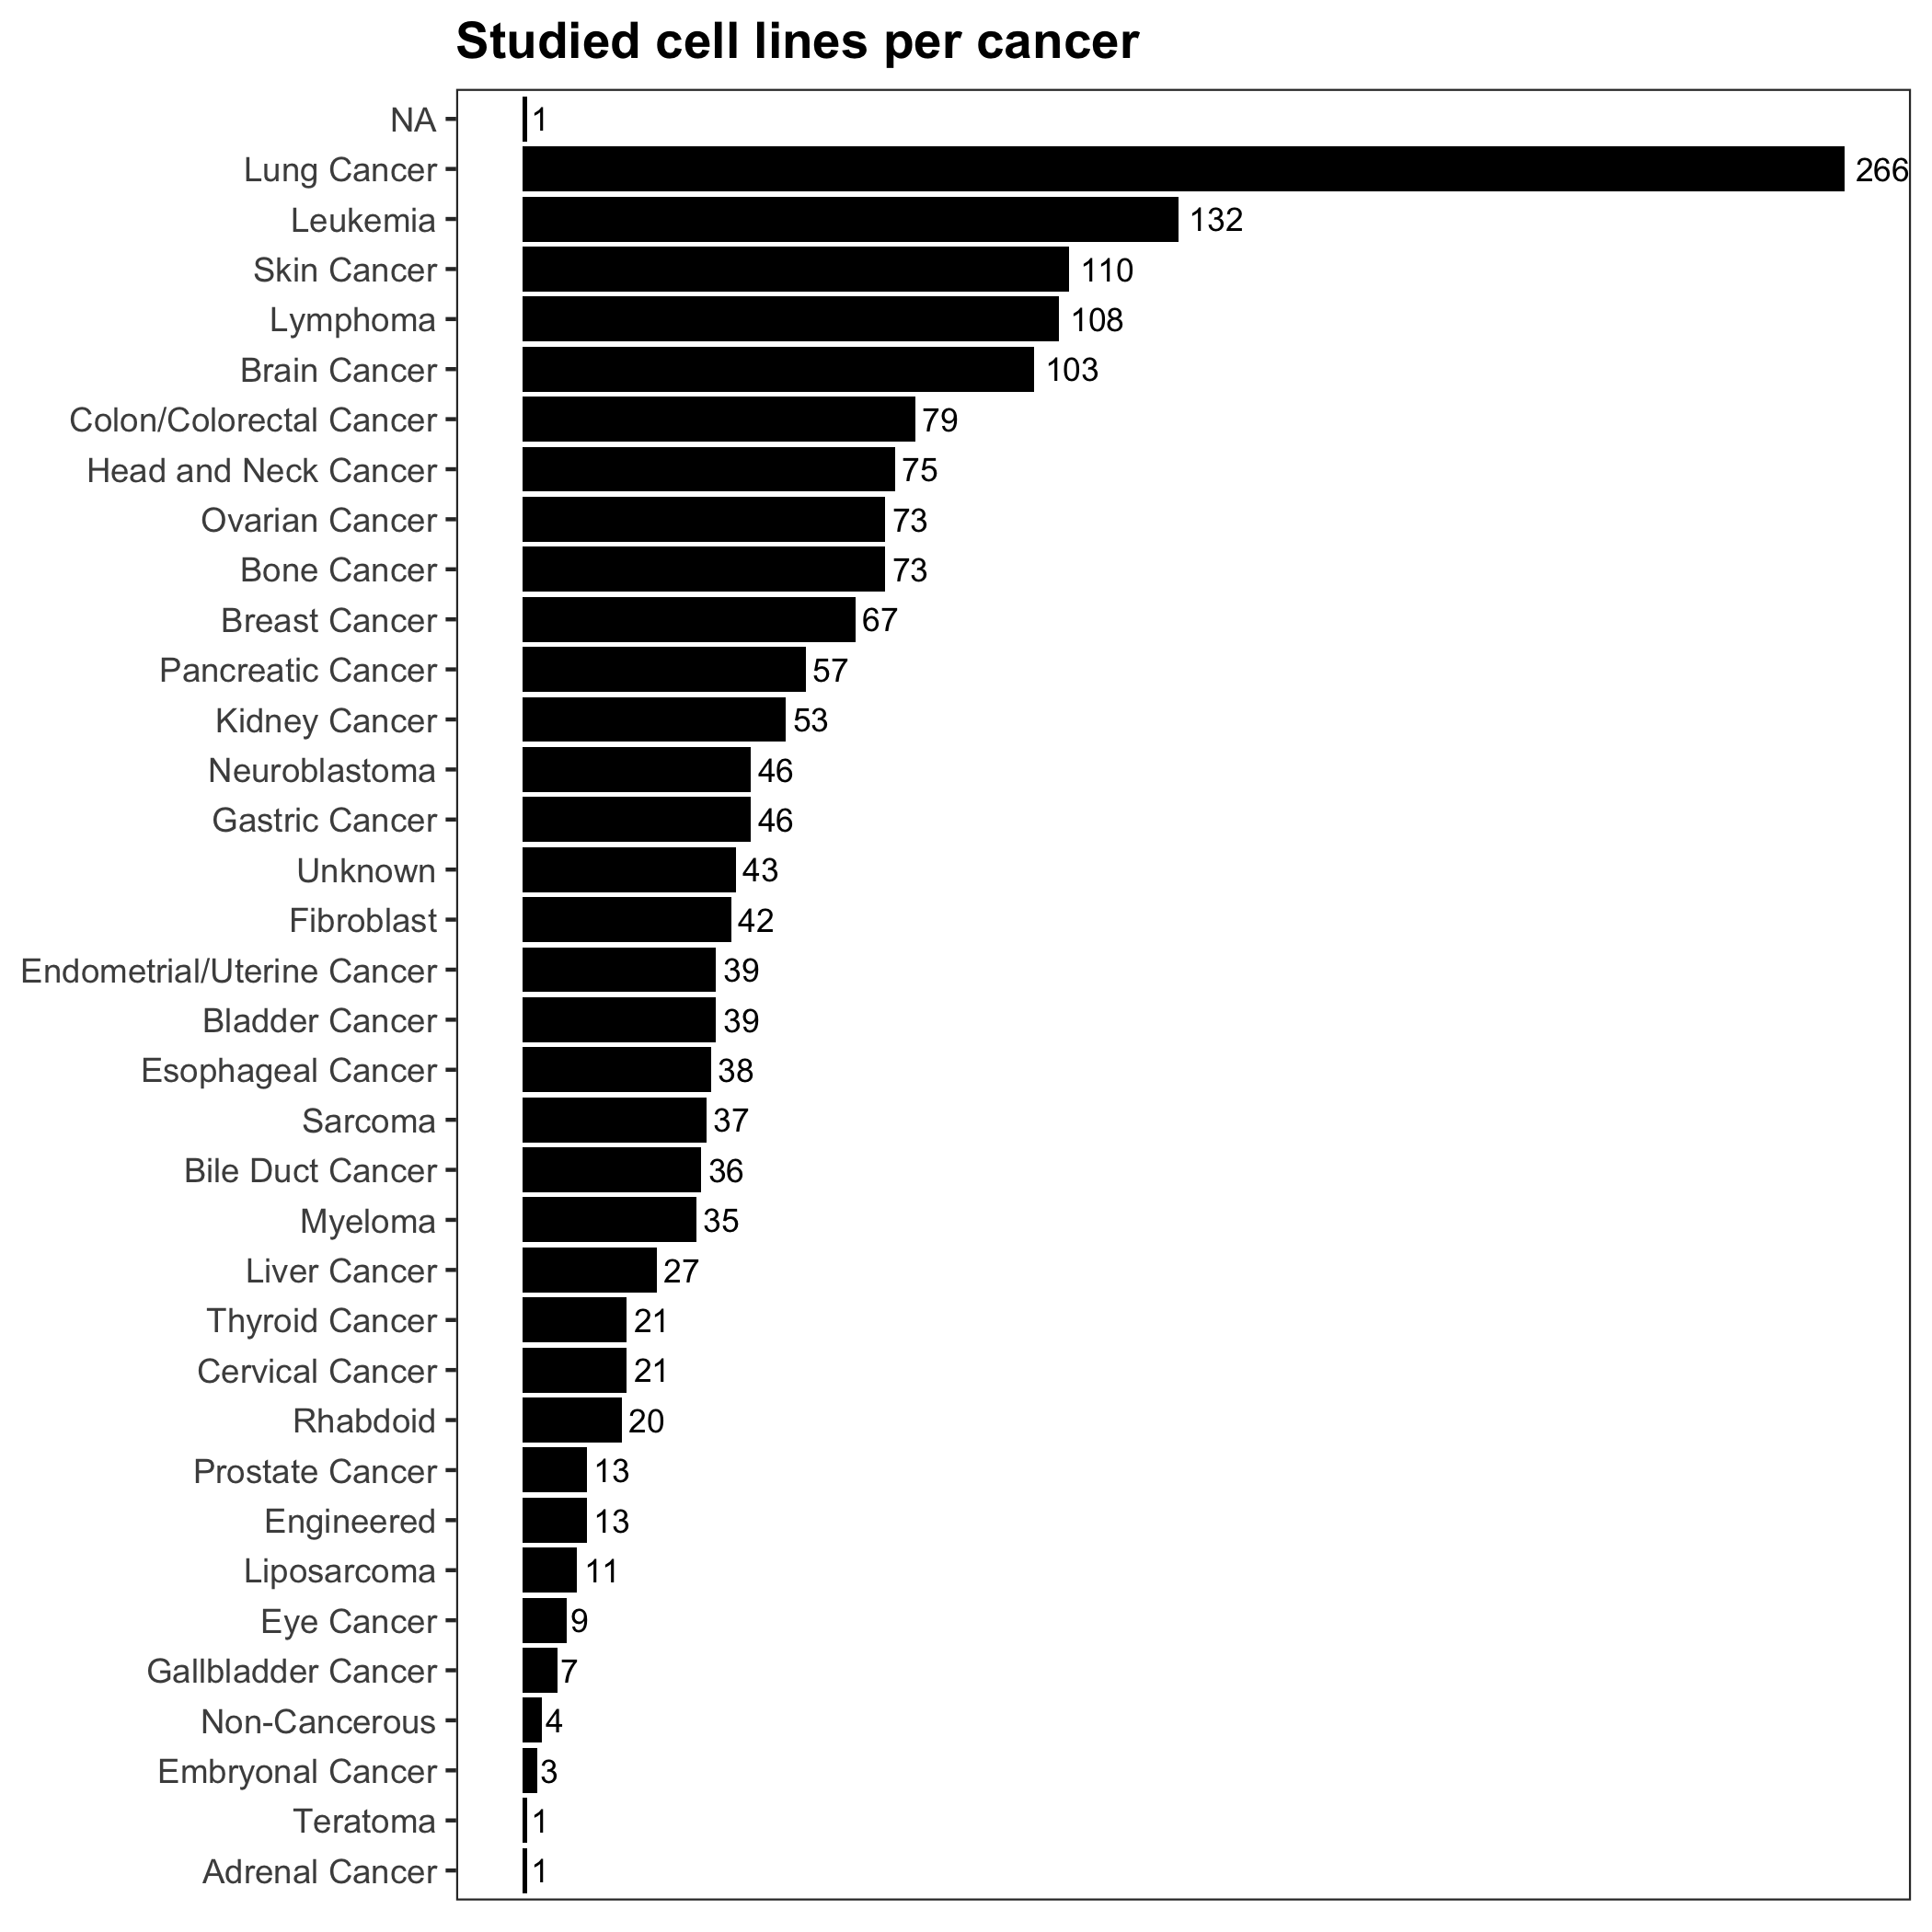 Studied cell lines per cancer
NA 1
Lung Cancer 266
Leukemia 132
Skin Cancer 110
Lymphoma 108
Brain Cancer 103
Colon/Colorectal Cancer 79
Head and Neck Cancer 75
Ovarian Cancer 73
Bone Cancer 73
Breast Cancer 67
Pancreatic Cancer 57
Kidney Cancer 53
Neuroblastoma 46
Gastric Cancer 46
Unknown 43
Fibroblast 42
Endometrial/Uterine Cancer 39
Bladder Cancer 39
Esophageal Cancer 38
Sarcoma 37
Bile Duct Cancer 36
Myeloma 35
Liver Cancer 27
Thyroid Cancer 21
Cervical Cancer 21
Rhabdoid 20
Prostate Cancer 13
Engineered 13
Liposarcoma 11
Eye Cancer 9
Gallbladder Cancer 7
Non-Cancerous 4
Embryonal Cancer 3
Teratoma 1
Adrenal Cancer 1